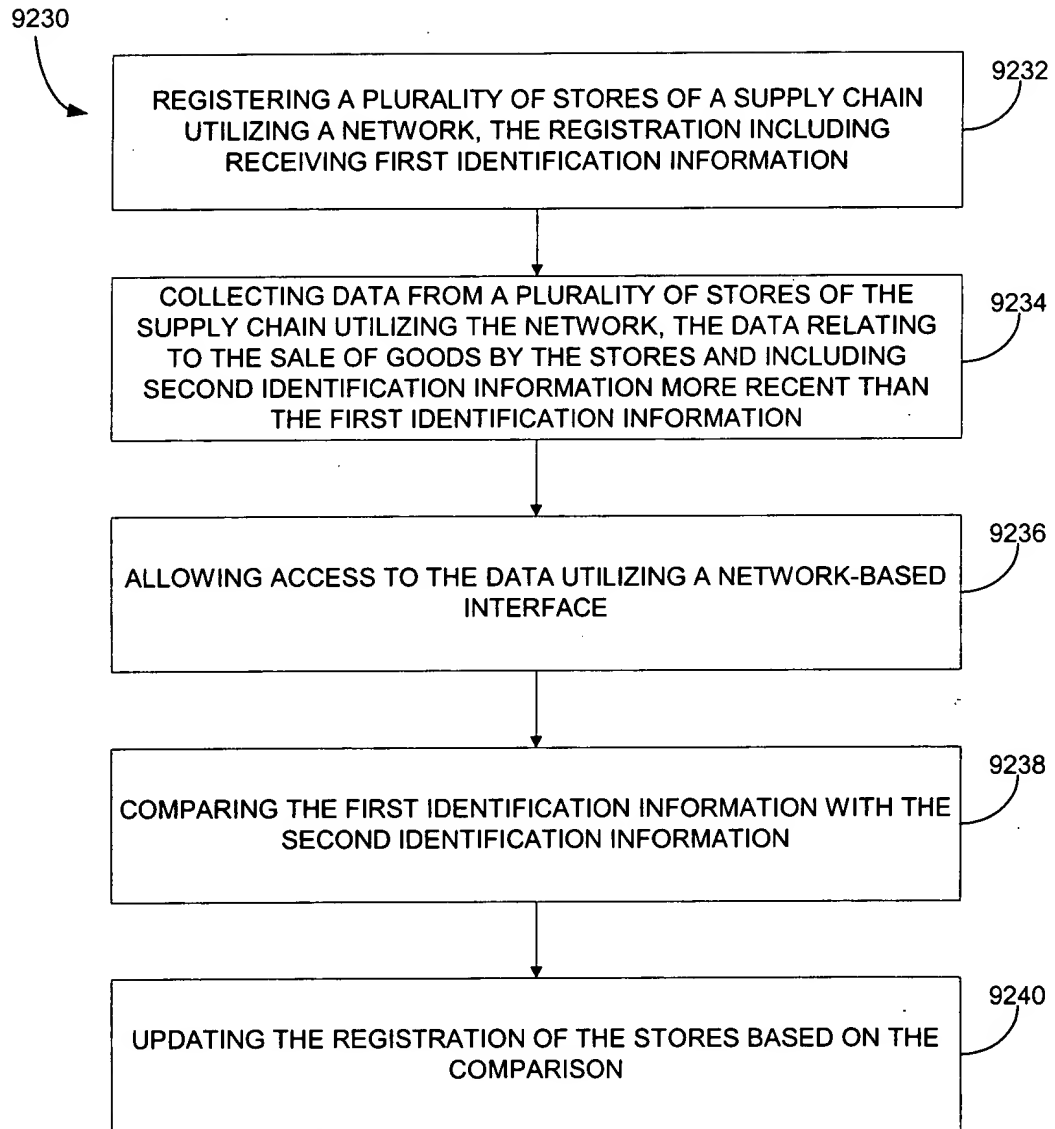 9230
9232
REGISTERING A PLURALITY OF STORES OF A SUPPLY CHAIN
UTILIZING A NETWORK, THE REGISTRATION INCLUDING
RECEIVING FIRST IDENTIFICATION INFORMATION
9234
COLLECTING DATA FROM A PLURALITY OF STORES OF THE
SUPPLY CHAIN UTILIZING THE NETWORK, THE DATA RELATING
TO THE SALE OF GOODS BY THE STORES AND INCLUDING
SECOND IDENTIFICATION INFORMATION MORE RECENT THAN
THE FIRST IDENTIFICATION INFORMATION
9236
ALLOWING ACCESS TO THE DATA UTILIZING A NETWORK-BASED
INTERFACE
9238
COMPARING THE FIRST IDENTIFICATION INFORMATION WITH THE
SECOND IDENTIFICATION INFORMATION
9240
UPDATING THE REGISTRATION OF THE STORES BASED ON THE
COMPARISON